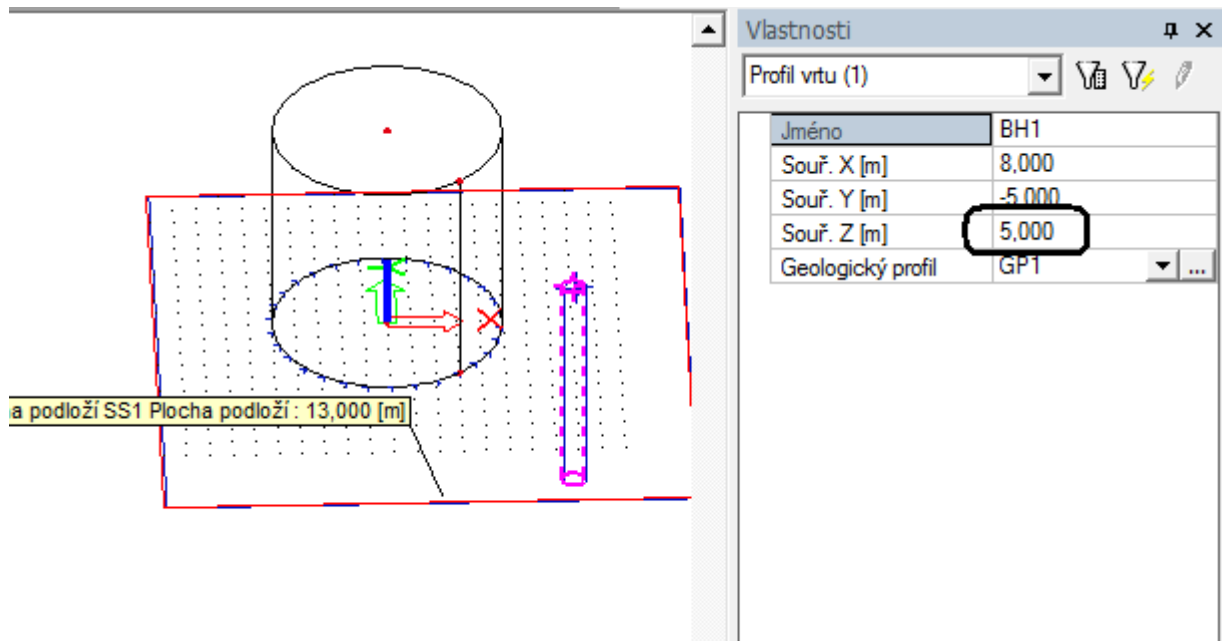 Vlastnosti
Profil vrtu (1)
Jméno BH1
Souř. X [m] 8,000
Souř. Y [m] -5,000
Souř. Z [m] 5,000
Geologický profil GP1 ...
X
a podloží SS1 Plocha podloží : 13,000 [m]